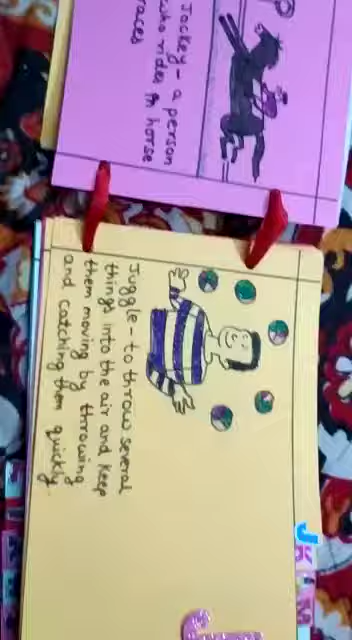 Jockey - a person
who rides in horse
races
Juggle - to throw several
things into the air and keep
them moving by throwing
and catching them quickly.
J
K
L
M